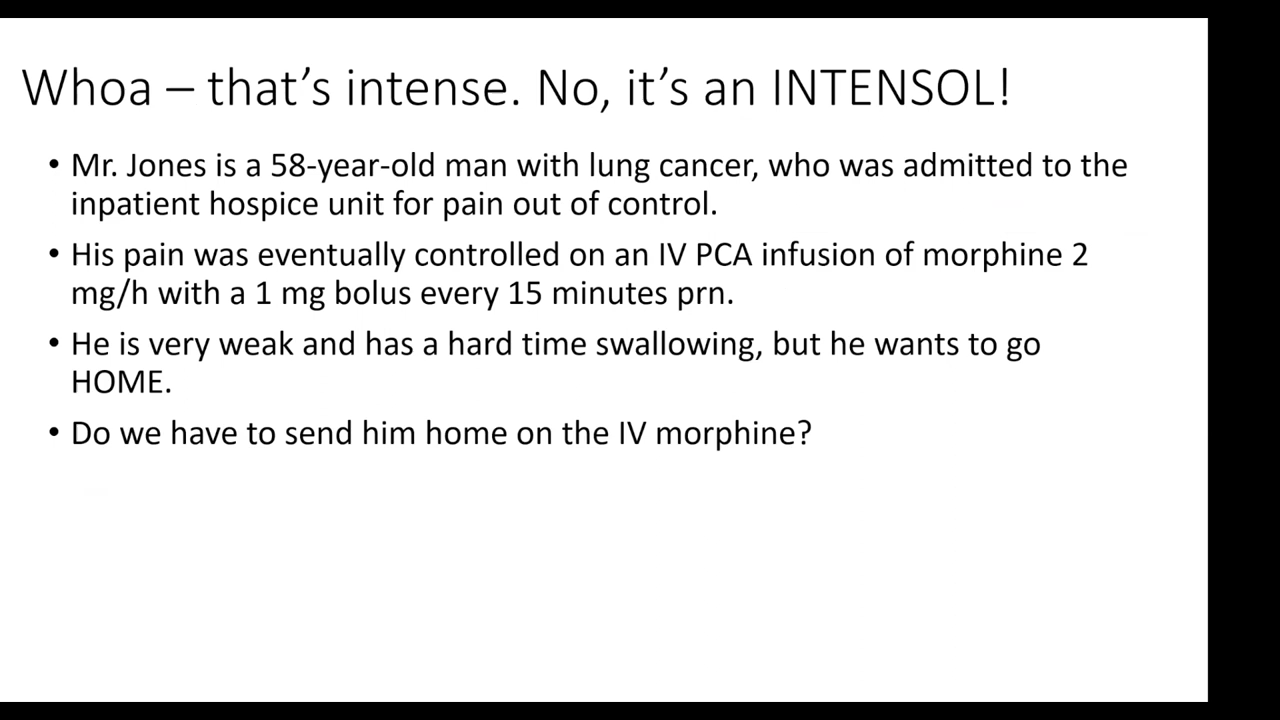 Whoa – that's intense. No, it's an INTENSOL!
• Mr. Jones is a 58-year-old man with lung cancer, who was admitted to the
inpatient hospice unit for pain out of control.
• His pain was eventually controlled on an IV PCA infusion of morphine 2
mg/h with a 1 mg bolus every 15 minutes prn.
• He is very weak and has a hard time swallowing, but he wants to go
HOME.
• Do we have to send him home on the IV morphine?